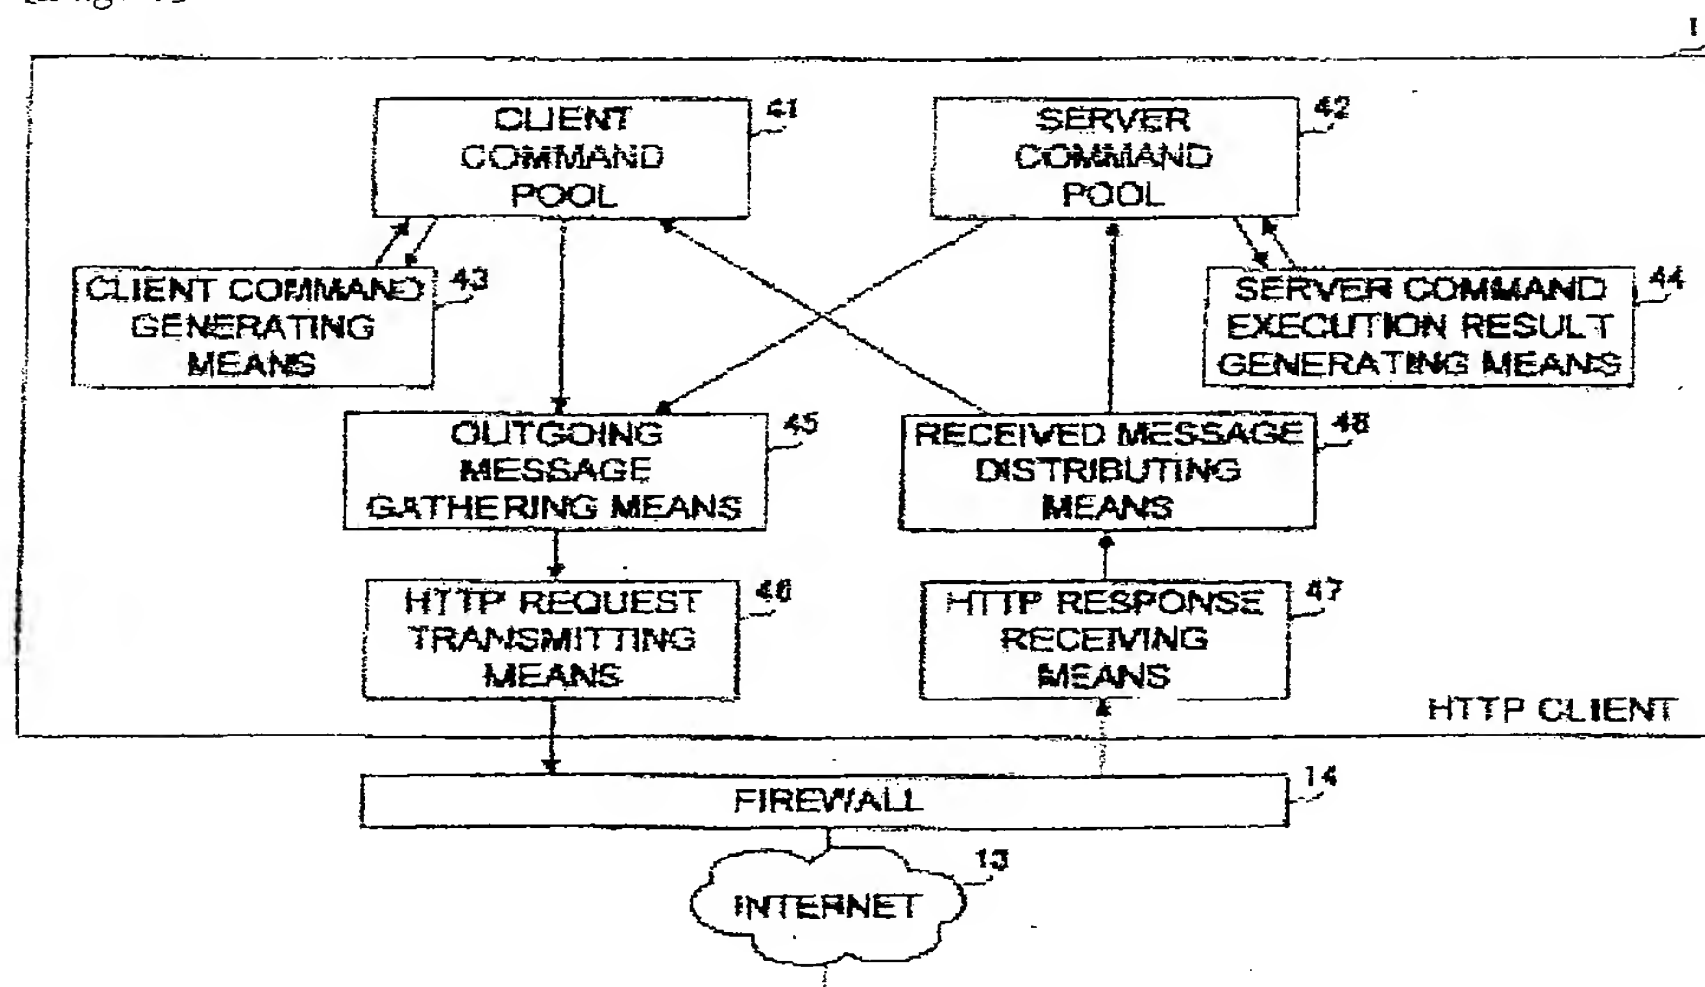 1
CLIENT
COMMAND
POOL
41
SERVER
COMMAND
POOL
42
CLIENT COMMAND
GENERATING
MEANS
43
SERVER COMMAND
EXECUTION RESULT
GENERATING MEANS
44
OUTGOING
MESSAGE
GATHERING MEANS
45
RECEIVED MESSAGE
DISTRIBUTING
MEANS
48
HTTP REQUEST
TRANSMITTING
MEANS
46
HTTP RESPONSE
RECEIVING
MEANS
47
HTTP CLIENT
FIREWALL
14
INTERNET
13